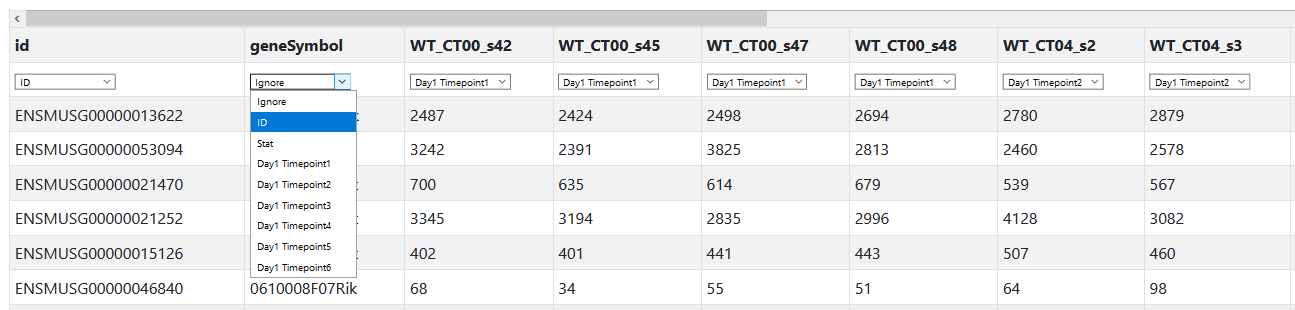 id geneSymbol WT_CT00_s42 WT_CT00_s45 WT_CT00_s47 WT_CT00_s48 WT_CT04_s2 WT_CT04_s3
ID Ignore Day1 Timepoint1 Day1 Timepoint1 Day1 Timepoint1 Day1 Timepoint1 Day1 Timepoint2 Day1 Timepoint2
Ignore
ENSMUSG00000013622 2487 2424 2498 2694 2780 2879
ID
Stat
ENSMUSG00000053094 3242 2391 3825 2813 2460 2578
Day1 Timepoint1
ENSMUSG00000021470 700 635 614 679 539 567
Day1 Timepoint2
Day1 Timepoint3
ENSMUSG00000021252 3345 3194 2835 2996 4128 3082
Day1 Timepoint4
Day1 Timepoint5
ENSMUSG00000015126 402 401 441 443 507 460
Day1 Timepoint6
ENSMUSG00000046840 0610008F07Rik 68 34 55 51 64 98